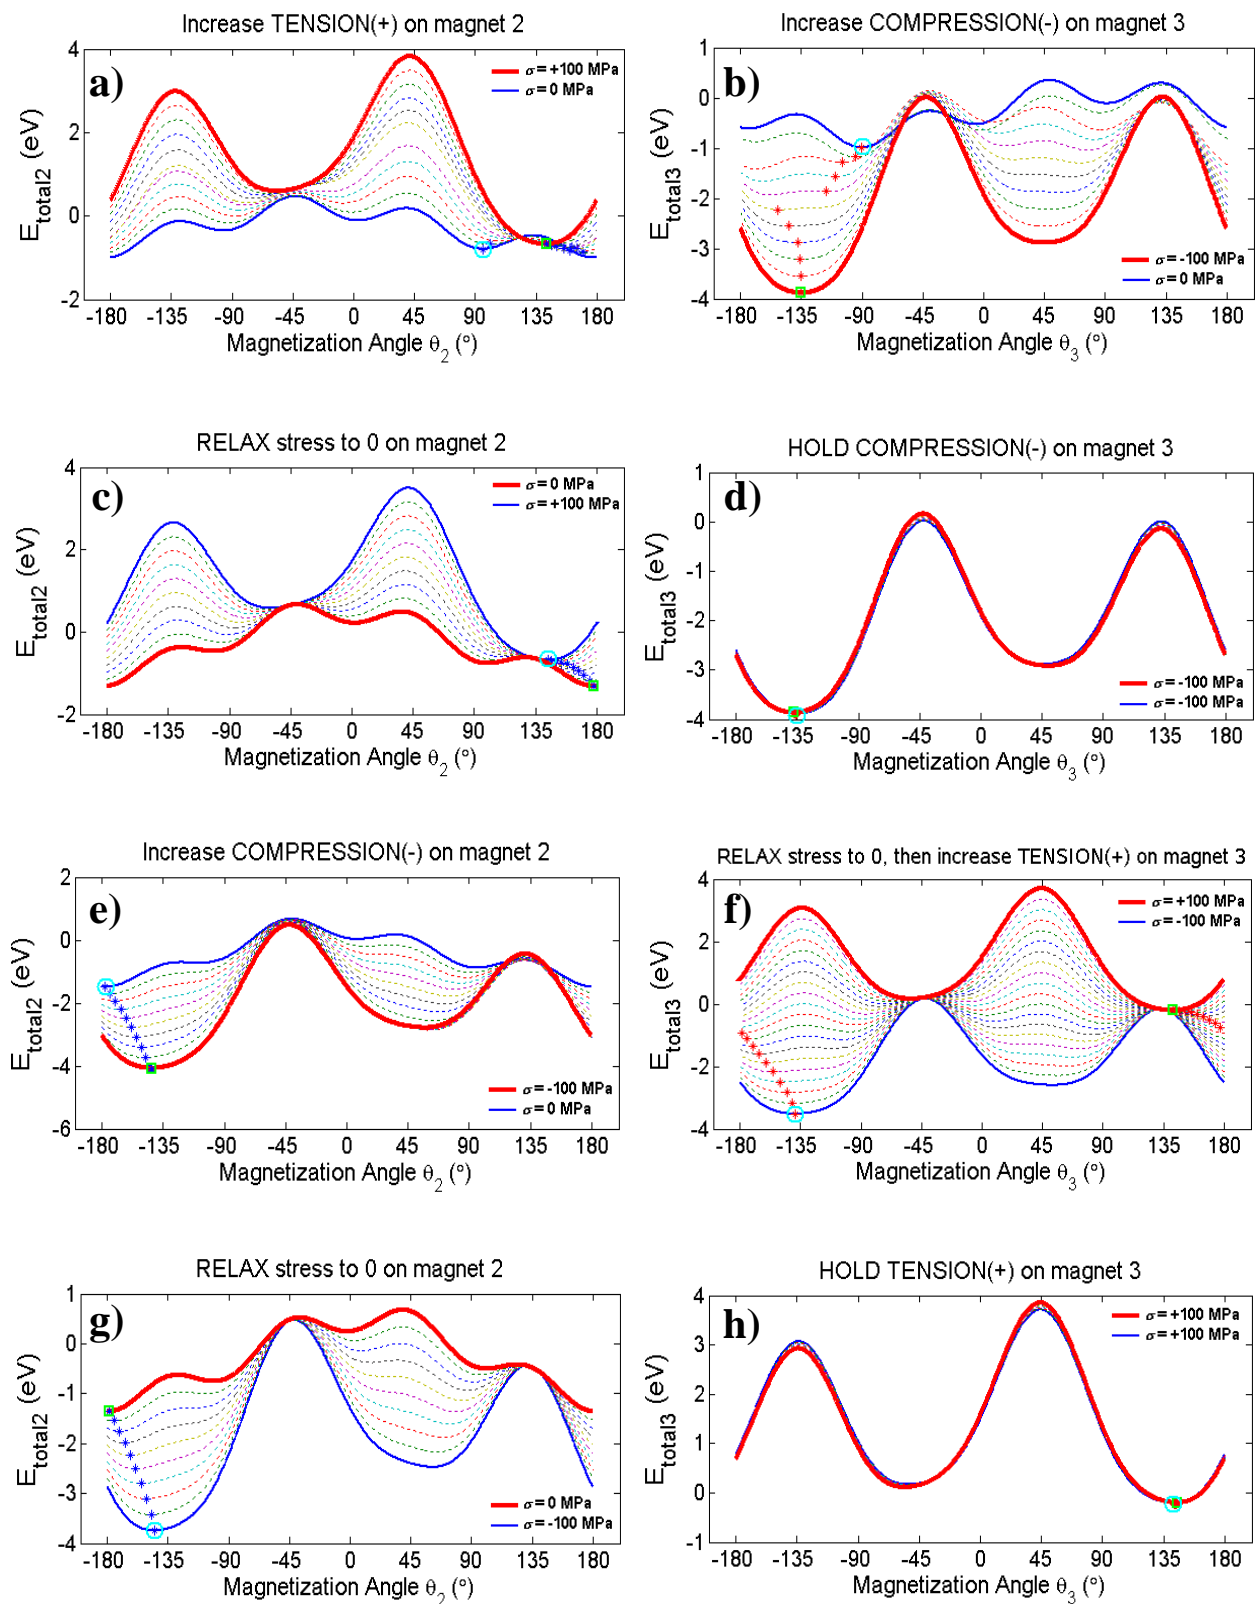 Increase TENSION(+) on magnet 2
a)
σ = +100 MPa
σ = 0 MPa
E_total2 (eV)
4
2
0
-2
-180 -135 -90 -45 0 45 90 135 180
Magnetization Angle θ_2 (°)
Increase COMPRESSION(-) on magnet 3
b)
σ = -100 MPa
σ = 0 MPa
E_total3 (eV)
1
0
-1
-2
-3
-4
-180 -135 -90 -45 0 45 90 135 180
Magnetization Angle θ_3 (°)
RELAX stress to 0 on magnet 2
c)
σ = 0 MPa
σ = +100 MPa
E_total2 (eV)
4
2
0
-2
-180 -135 -90 -45 0 45 90 135 180
Magnetization Angle θ_2 (°)
HOLD COMPRESSION(-) on magnet 3
d)
σ = -100 MPa
σ = -100 MPa
E_total3 (eV)
1
0
-1
-2
-3
-4
-180 -135 -90 -45 0 45 90 135 180
Magnetization Angle θ_3 (°)
Increase COMPRESSION(-) on magnet 2
e)
σ = -100 MPa
σ = 0 MPa
E_total2 (eV)
2
0
-2
-4
-6
-180 -135 -90 -45 0 45 90 135 180
Magnetization Angle θ_2 (°)
RELAX stress to 0, then increase TENSION(+) on magnet 3
f)
σ = +100 MPa
σ = -100 MPa
E_total3 (eV)
4
2
0
-2
-4
-180 -135 -90 -45 0 45 90 135 180
Magnetization Angle θ_3 (°)
RELAX stress to 0 on magnet 2
g)
σ = 0 MPa
σ = -100 MPa
E_total2 (eV)
1
0
-1
-2
-3
-4
-180 -135 -90 -45 0 45 90 135 180
Magnetization Angle θ_2 (°)
HOLD TENSION(+) on magnet 3
h)
σ = +100 MPa
σ = +100 MPa
E_total3 (eV)
4
3
2
1
0
-1
-180 -135 -90 -45 0 45 90 135 180
Magnetization Angle θ_3 (°)